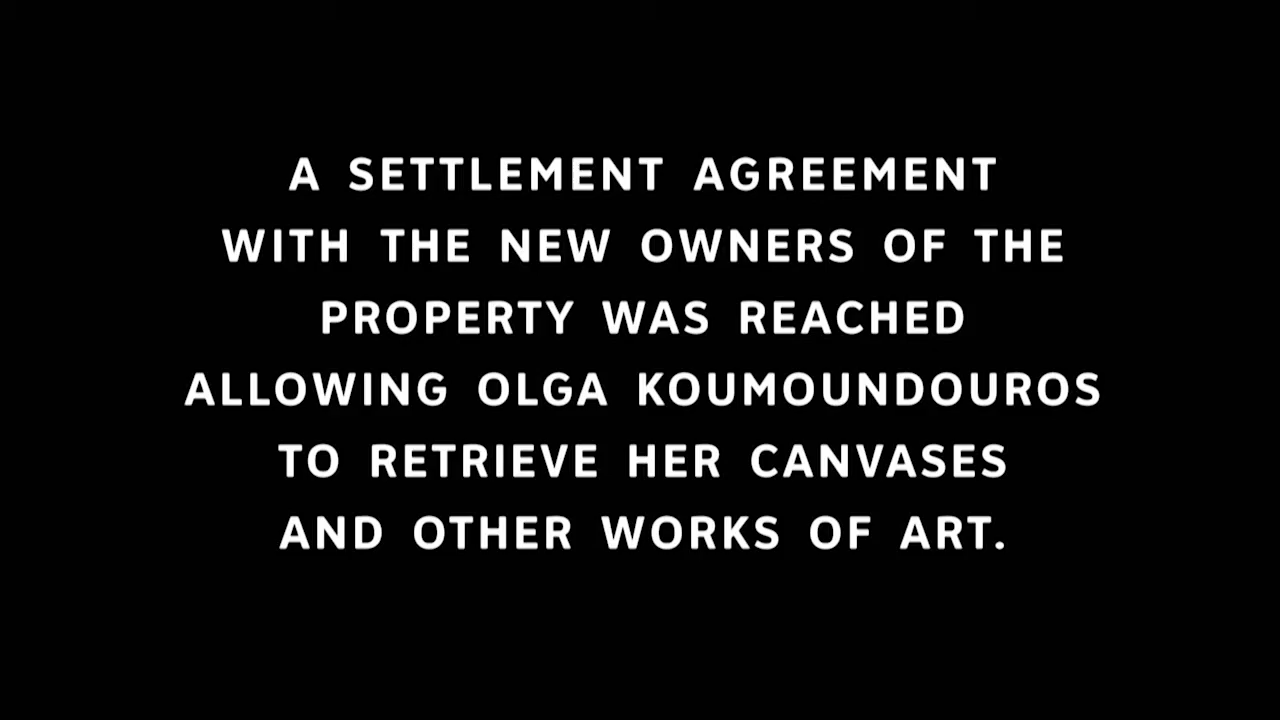 A SETTLEMENT AGREEMENT
WITH THE NEW OWNERS OF THE
PROPERTY WAS REACHED
ALLOWING OLGA KOUMOUNDOUROS
TO RETRIEVE HER CANVASES
AND OTHER WORKS OF ART.